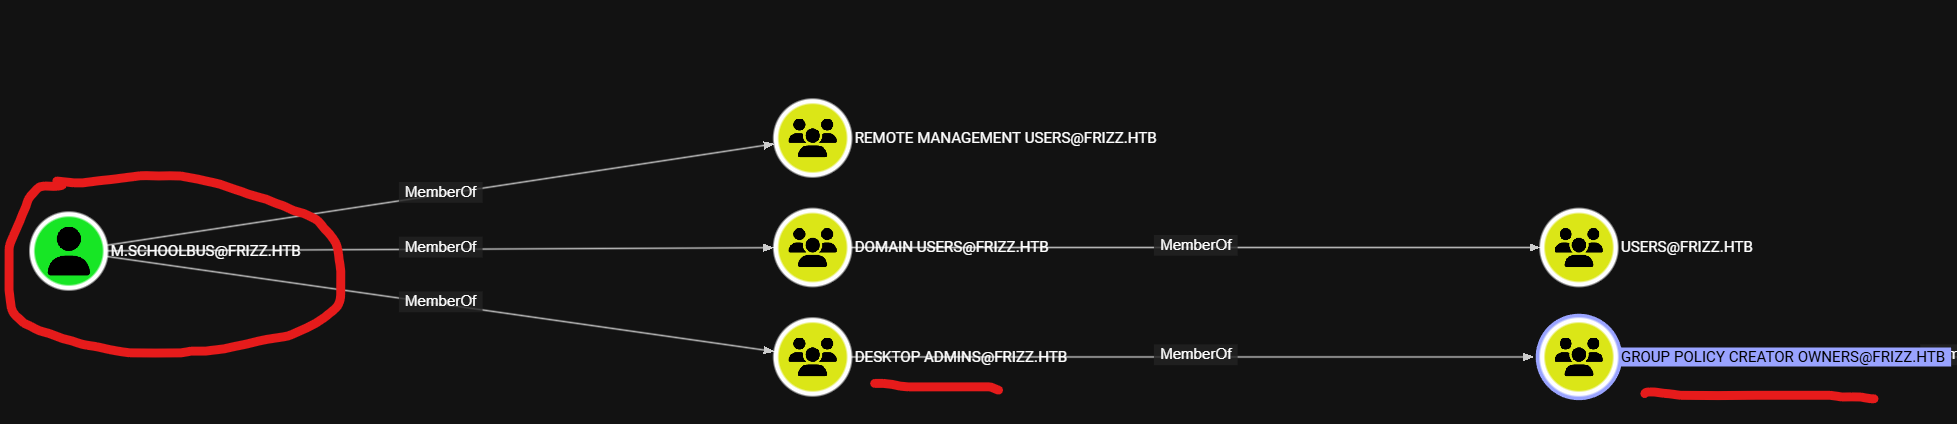 REMOTE MANAGEMENT USERS@FRIZZ.HTB
MemberOf
M.SCHOOLBUS@FRIZZ.HTB
MemberOf
DOMAIN USERS@FRIZZ.HTB
MemberOf
USERS@FRIZZ.HTB
MemberOf
DESKTOP ADMINS@FRIZZ.HTB
MemberOf
GROUP POLICY CREATOR OWNERS@FRIZZ.HTB